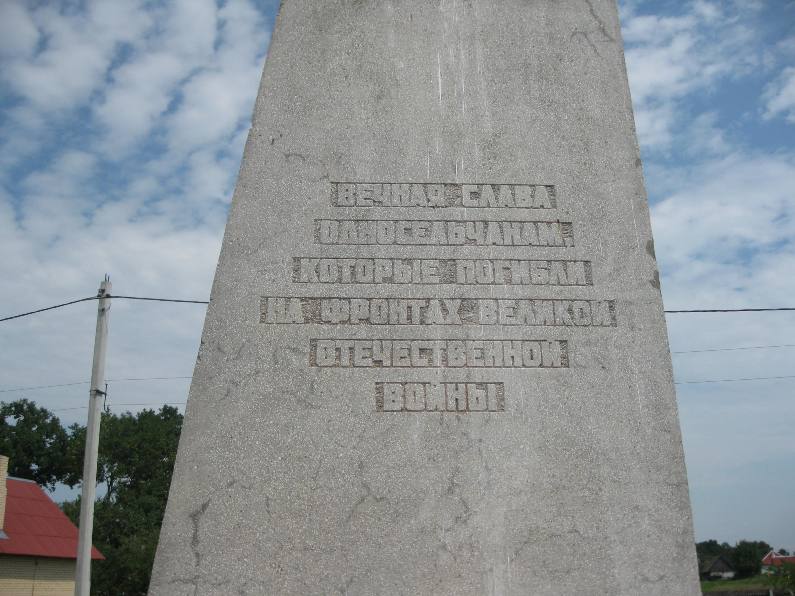 ВЕЧНАЯ СЛАВА
ОДНОСЕЛЬЧАНАМ,
КОТОРЫЕ ПОГИБЛИ
НА ФРОНТАХ ВЕЛИКОЙ
ОТЕЧЕСТВЕННОЙ
ВОЙНЫ